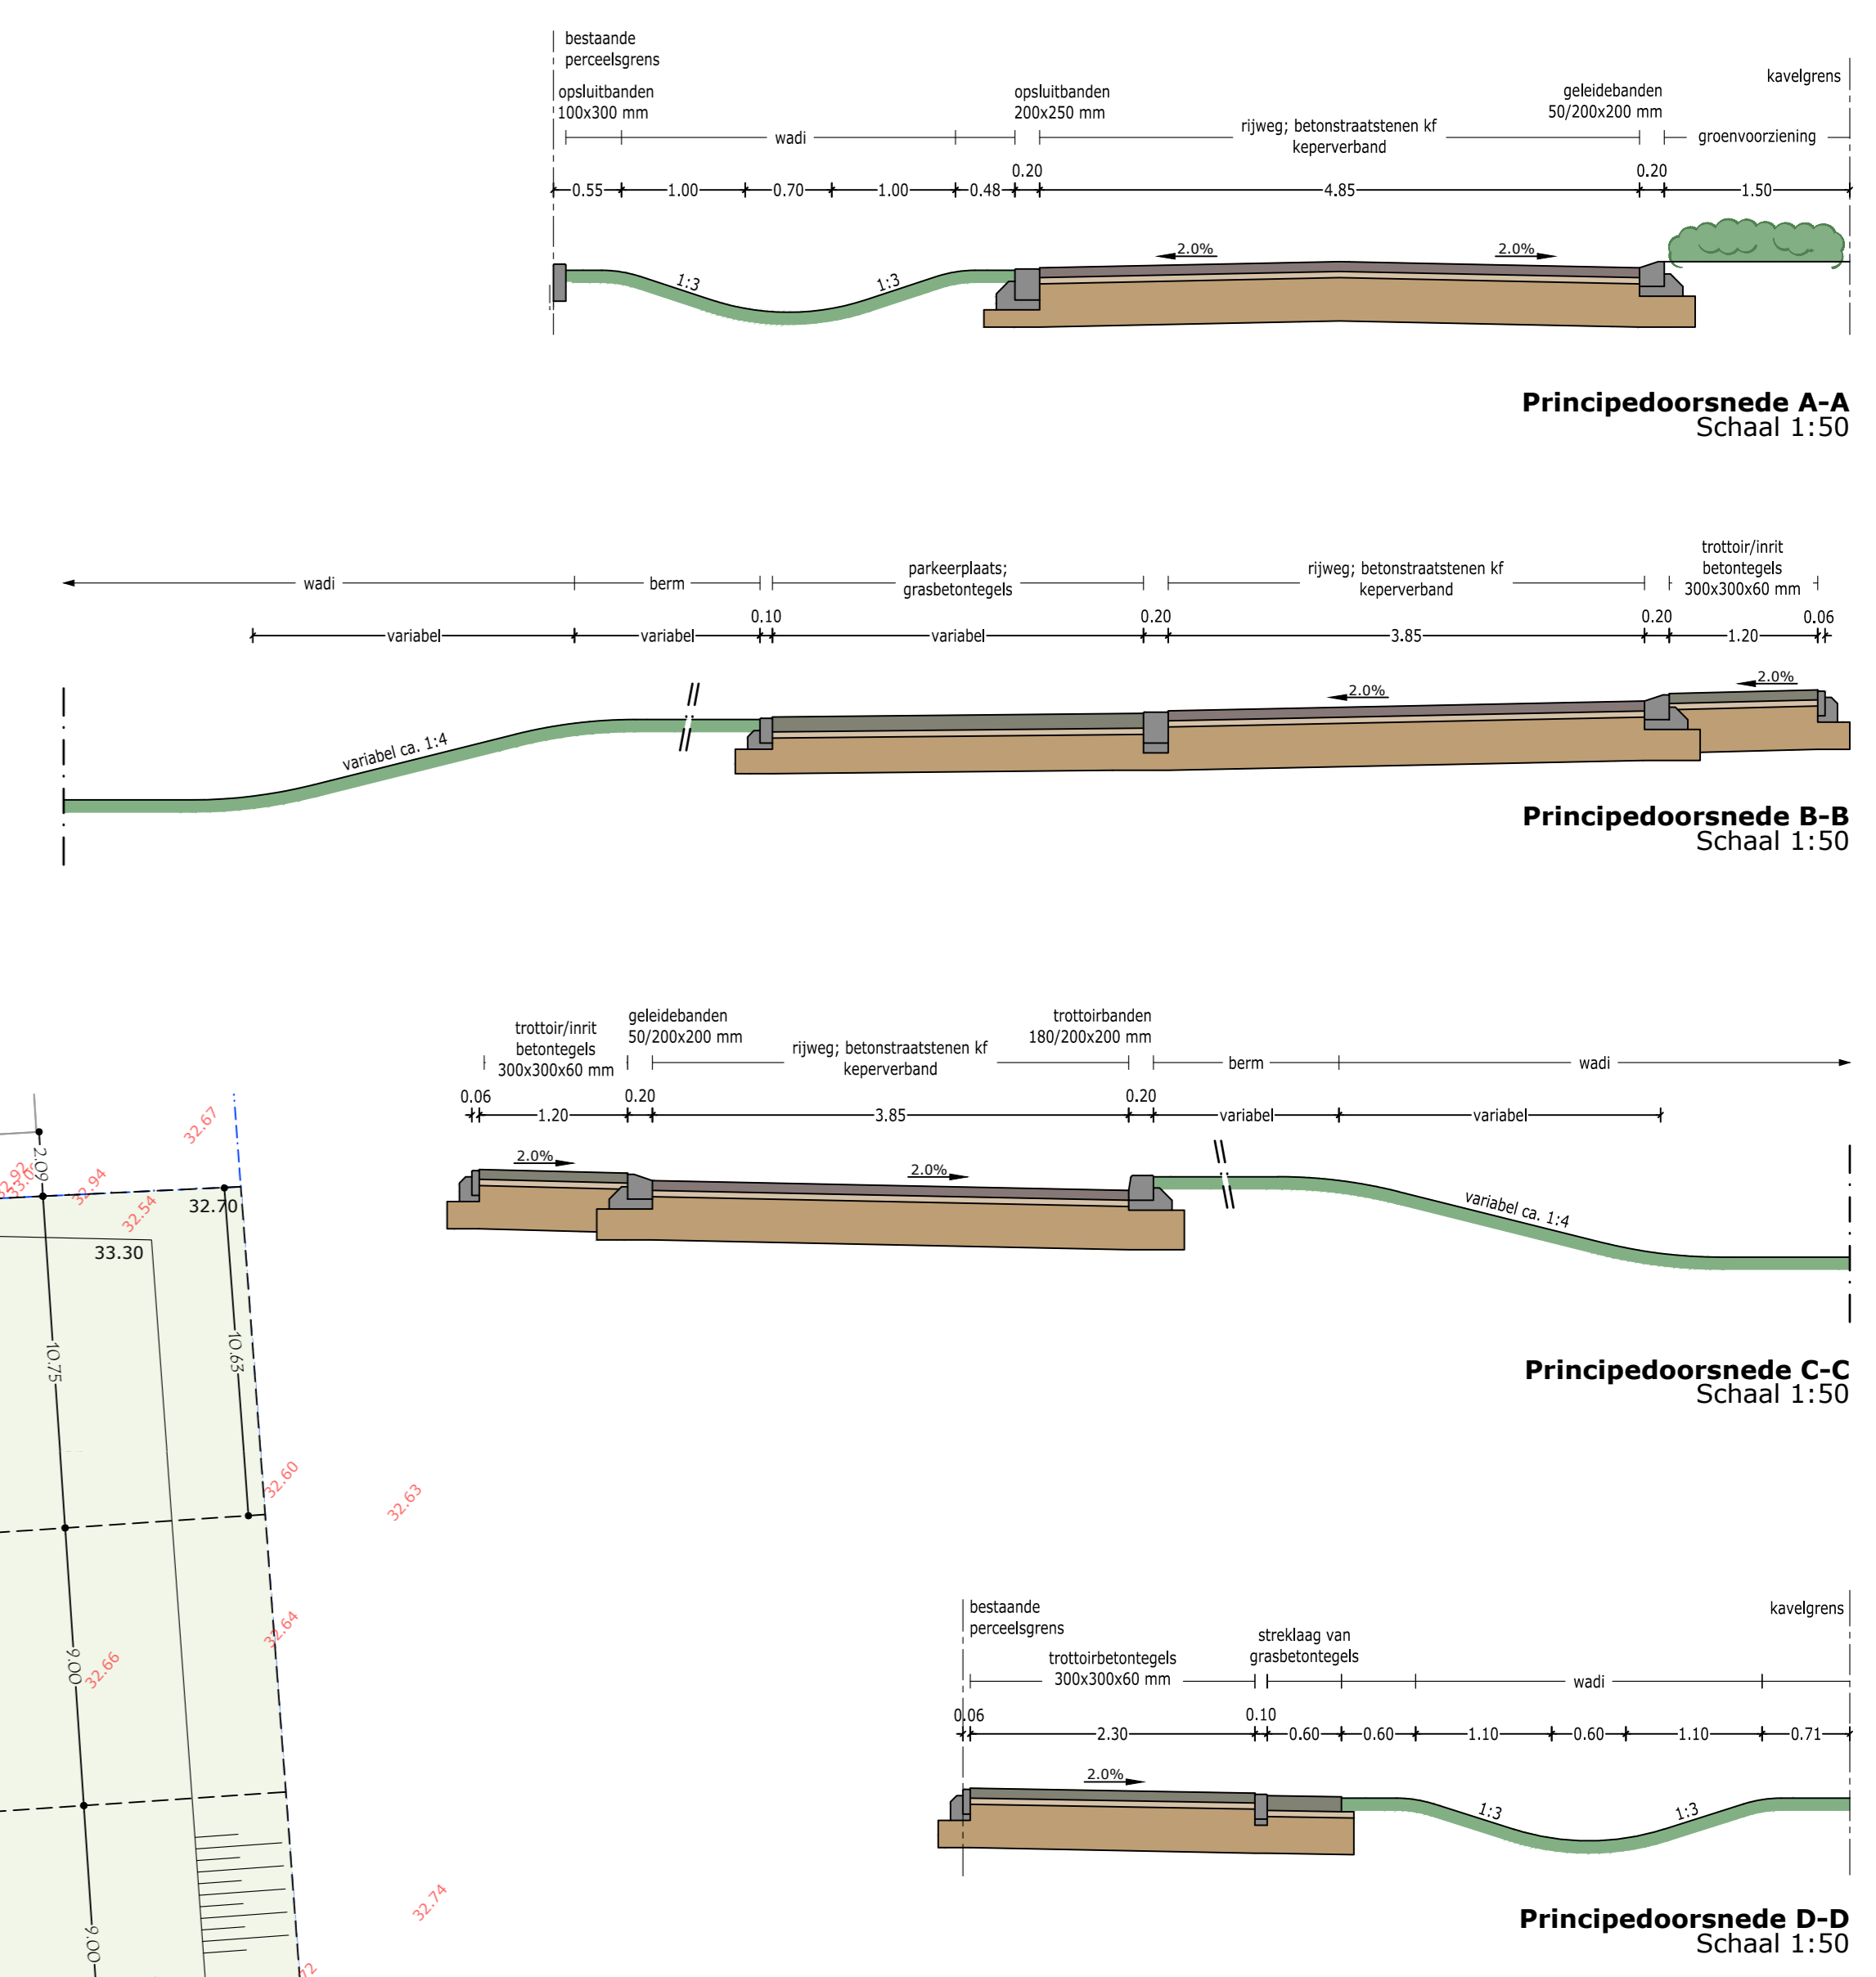 bestaande
perceelsgrens
kavelgrens
opsluitbanden
100x300 mm
opsluitbanden
200x250 mm
geleidebanden
50/200x200 mm
wadi
rijweg; betonstraatstenen kf
keperverband
groenvoorziening
0.20
0.20
0.55 1.00 0.70 1.00 0.48 4.85 1.50
2.0% 2.0%
1:3 1:3
Principedoorsnede A-A
Schaal 1:50
trottoir/inrit
betontegels
300x300x60 mm
wadi
berm
parkeerplaats;
grasbetontegels
rijweg; betonstraatstenen kf
keperverband
0.10 0.20 0.20 0.06
variabel variabel variabel 3.85 1.20
2.0%
2.0%
variabel ca. 1:4
Principedoorsnede B-B
Schaal 1:50
trottoir/inrit
betontegels
300x300x60 mm
geleidebanden
50/200x200 mm
rijweg; betonstraatstenen kf
keperverband
trottoirbanden
180/200x200 mm
berm
wadi
0.06 0.20 0.20
1.20 3.85 variabel variabel
2.0%
2.0%
variabel ca. 1:4
Principedoorsnede C-C
Schaal 1:50
32.67
2.09
32.94
32.54
32.70
33.30
10.75
10.63
32.60
32.63
32.64
9.00
32.66
32.74
9.00
bestaande
perceelsgrens
kavelgrens
streklaag van
grasbetontegels
trottoirbetontegels
300x300x60 mm
wadi
0.06 0.10
2.30 0.60 0.60 1.10 0.60 1.10 0.71
2.0%
1:3 1:3
Principedoorsnede D-D
Schaal 1:50